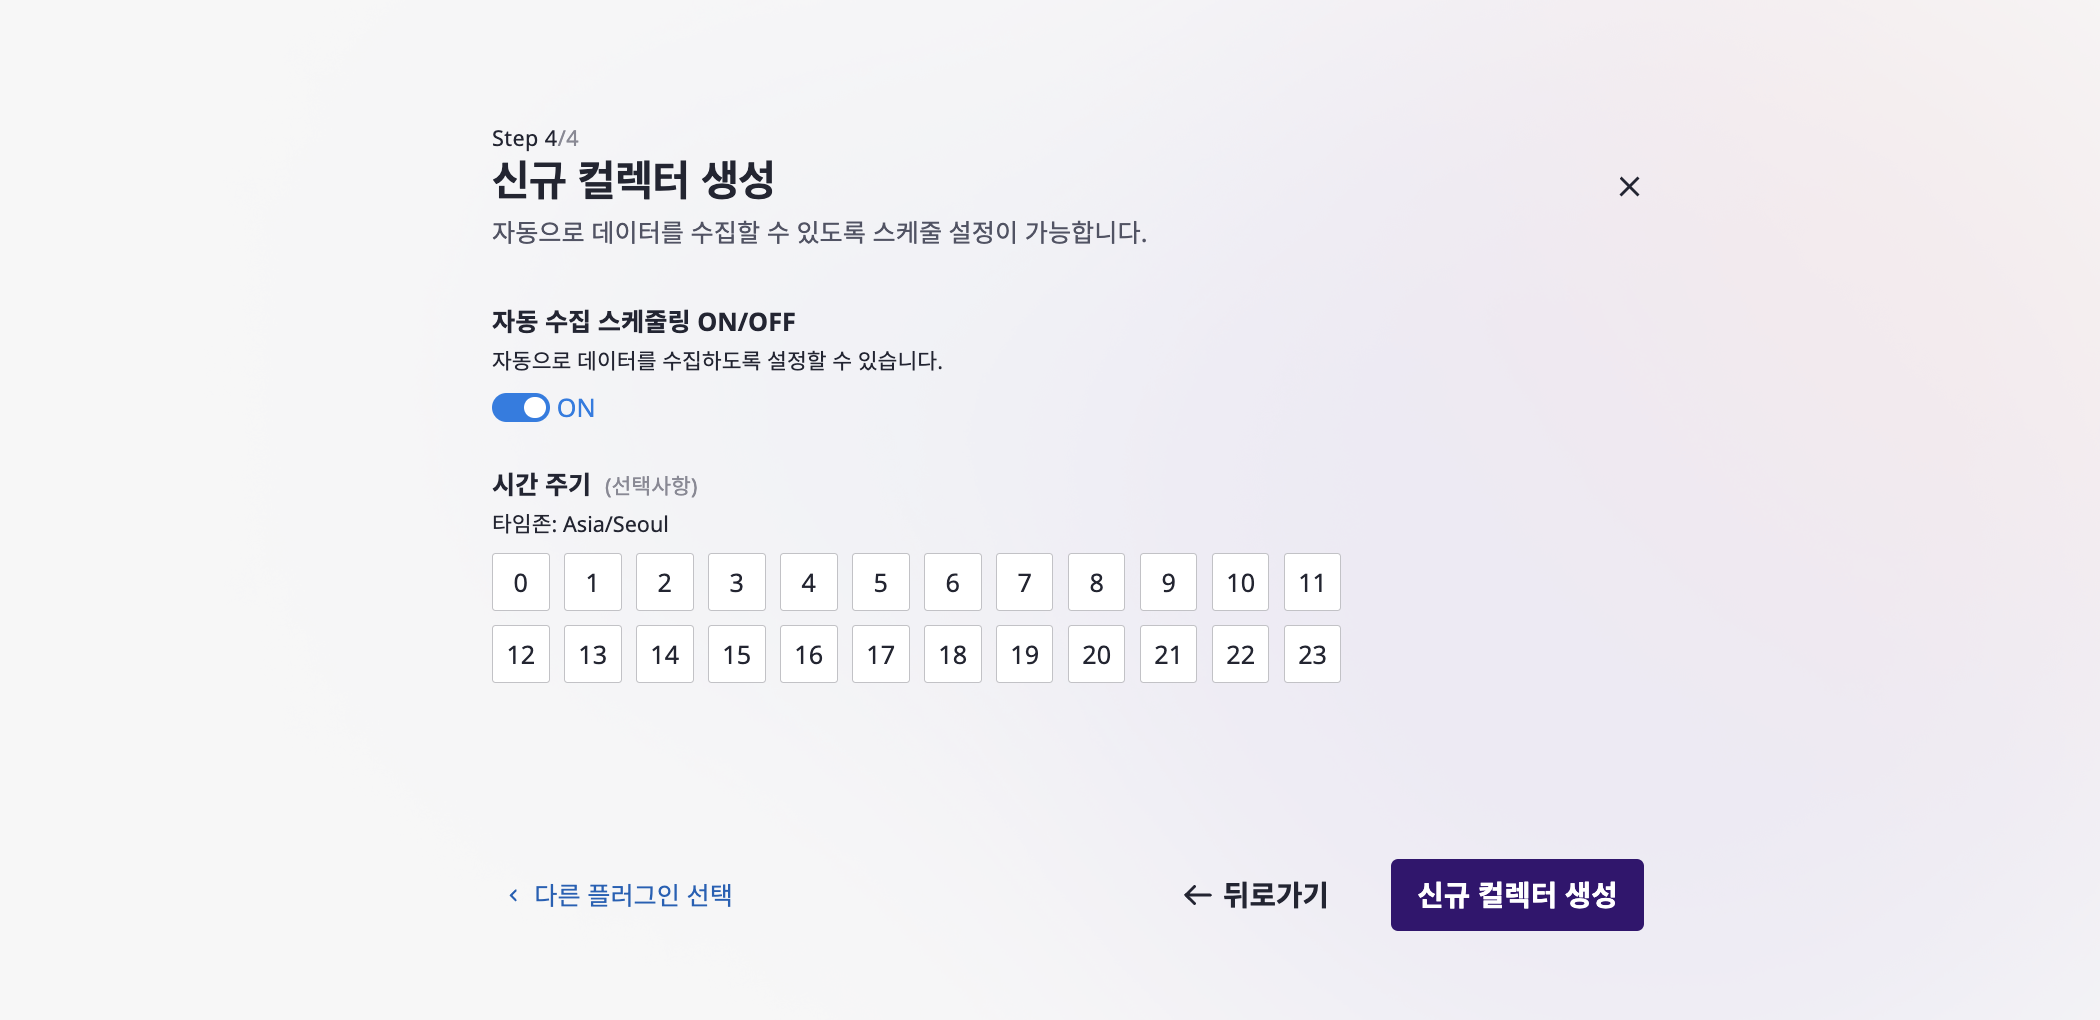 Step 4/4
신규 컬렉터 생성
자동으로 데이터를 수집할 수 있도록 스케줄 설정이 가능합니다.
자동 수집 스케줄링 ON/OFF
자동으로 데이터를 수집하도록 설정할 수 있습니다.
ON
시간 주기 (선택사항)
타임존: Asia/Seoul
0 1 2 3 4 5 6 7 8 9 10 11
12 13 14 15 16 17 18 19 20 21 22 23
다른 플러그인 선택
뒤로가기
신규 컬렉터 생성